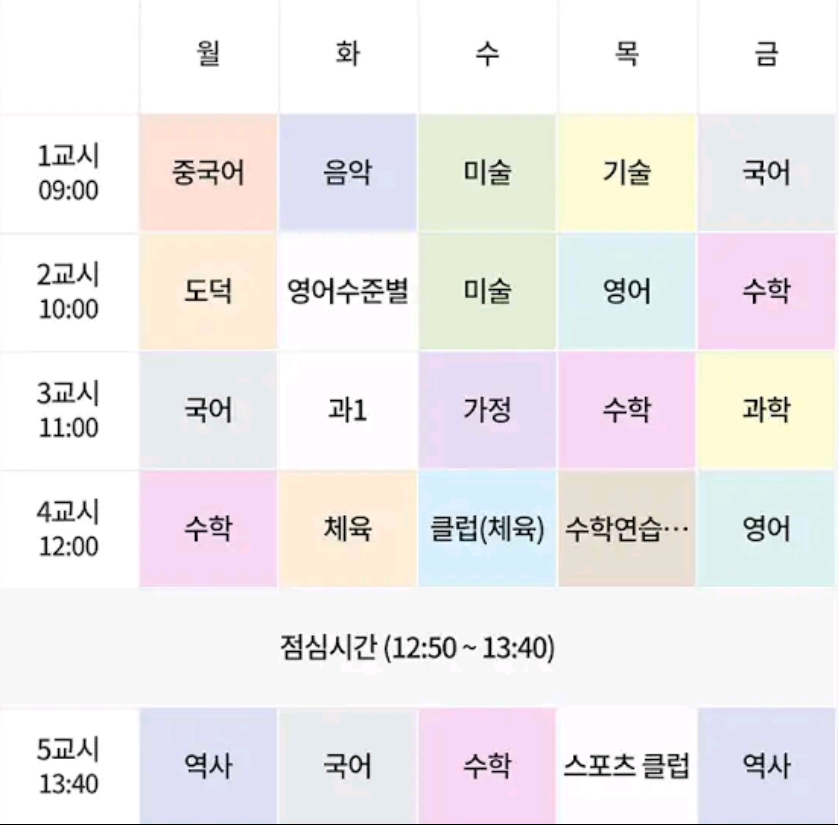 월 화 수 목 금
1교시
09:00
중국어 음악 미술 기술 국어
2교시
10:00
도덕 영어수준별 미술 영어 수학
3교시
11:00
국어 과1 가정 수학 과학
4교시
12:00
수학 체육 클럽(체육) 수학연습⋯ 영어
점심시간 (12:50 ~ 13:40)
5교시
13:40
역사 국어 수학 스포츠 클럽 역사